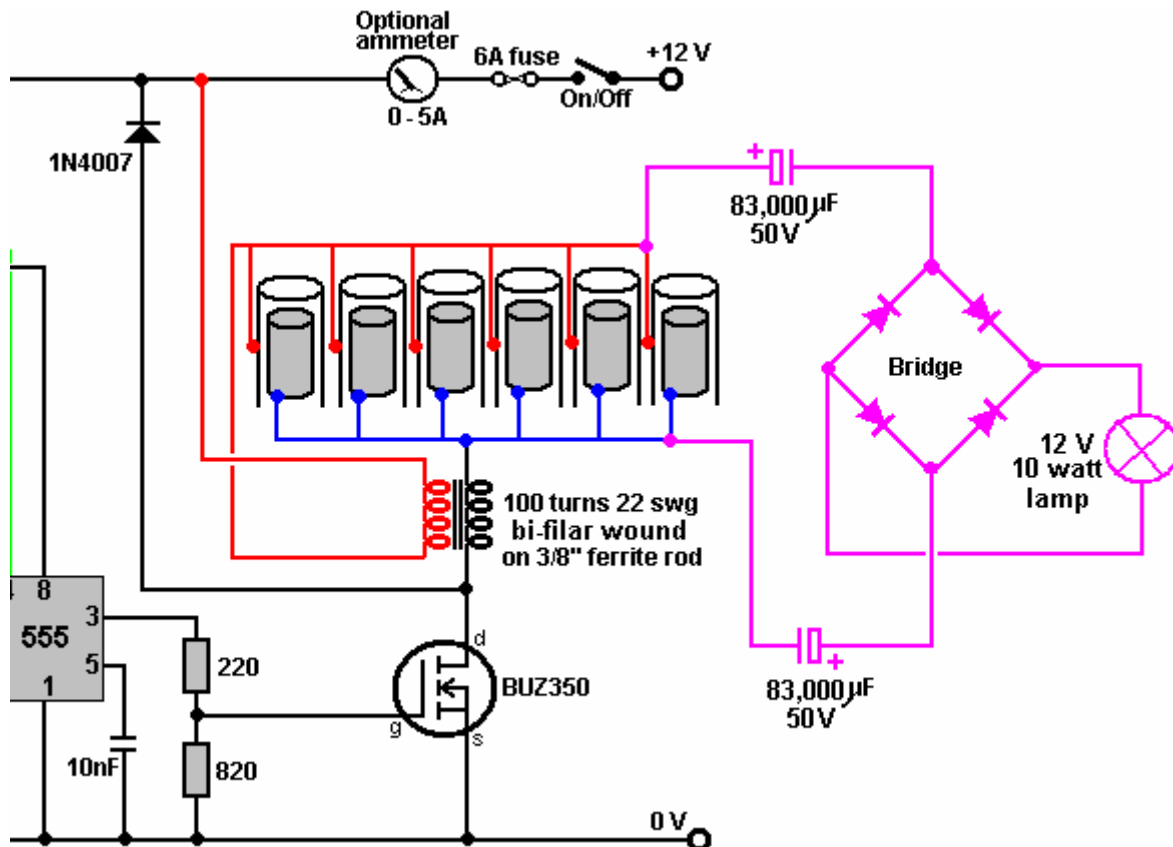 Optional
ammeter
6A fuse
+12 V
On/Off
0 - 5A
1N4007
+
83,000µF
50V
Bridge
12 V
10 watt
lamp
100 turns 22 swg
bi-filar wound
on 3/8" ferrite rod
8
3
555
5
1
220
d
BUZ350
g
s
+
83,000µF
50V
10nF
820
0 V